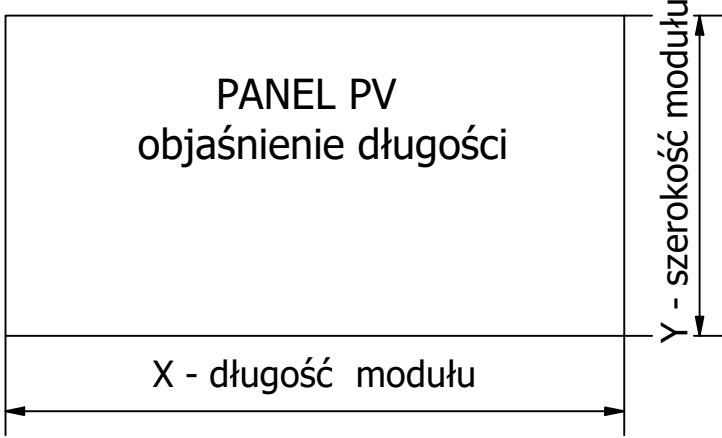 PANEL PV
objaśnienie długości
Y - szerokość modułu
X - długość modułu